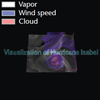 Vapor
Wind speed
Cloud
Visualization of Hurricane Isabel